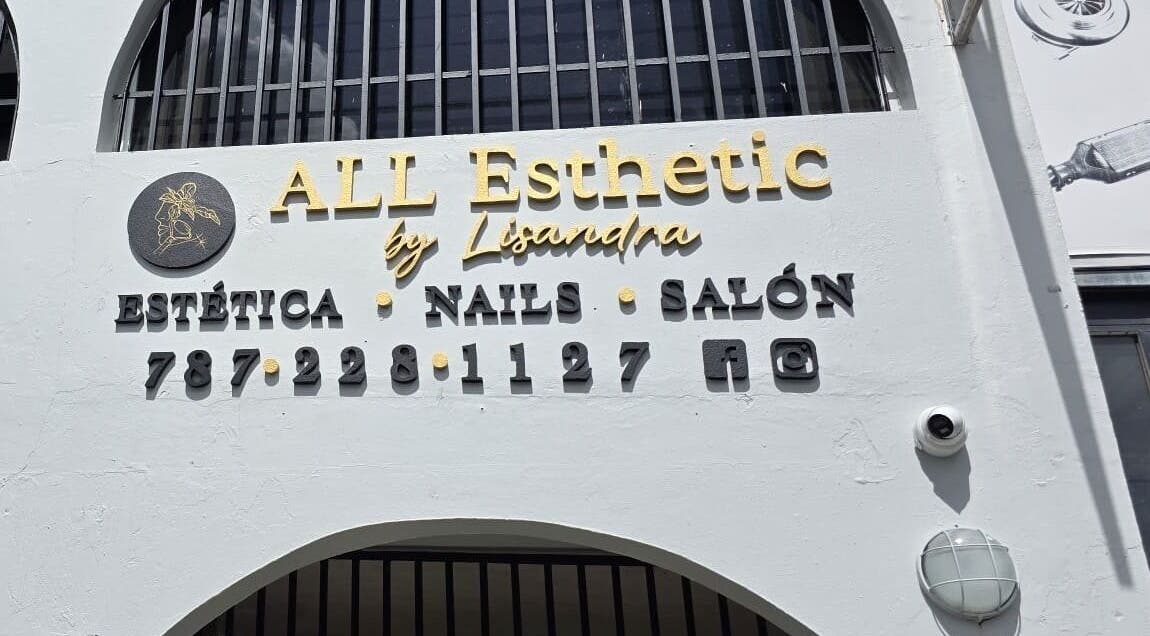 ALL Esthetic
by Lisandra
ESTÉTICA • NAILS • SALÓN
787•228•1127